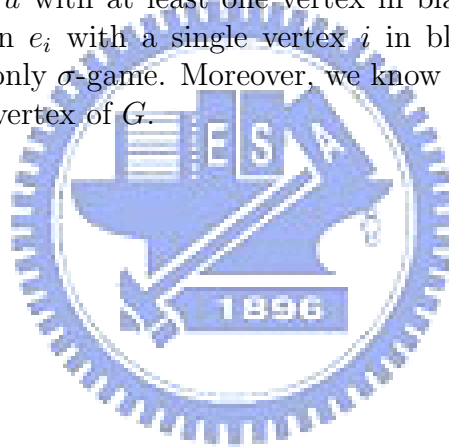 u with at least one vertex in bla
n e_i with a single vertex i in bl
only σ-game. Moreover, we know
vertex of G.
E S A
1896